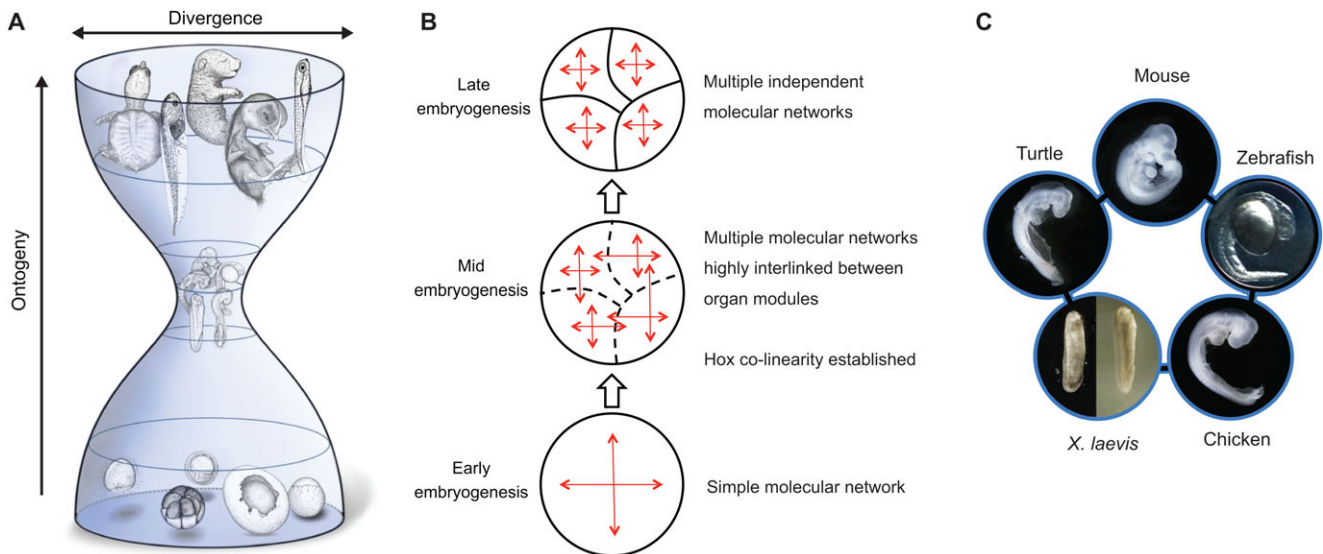 A
Divergence
Ontogeny
B
Late
embryogenesis
Multiple independent
molecular networks
Mid
embryogenesis
Multiple molecular networks
highly interlinked between
organ modules
Hox co-linearity established
Early
embryogenesis
Simple molecular network
C
Mouse
Turtle
Zebrafish
X. laevis
Chicken